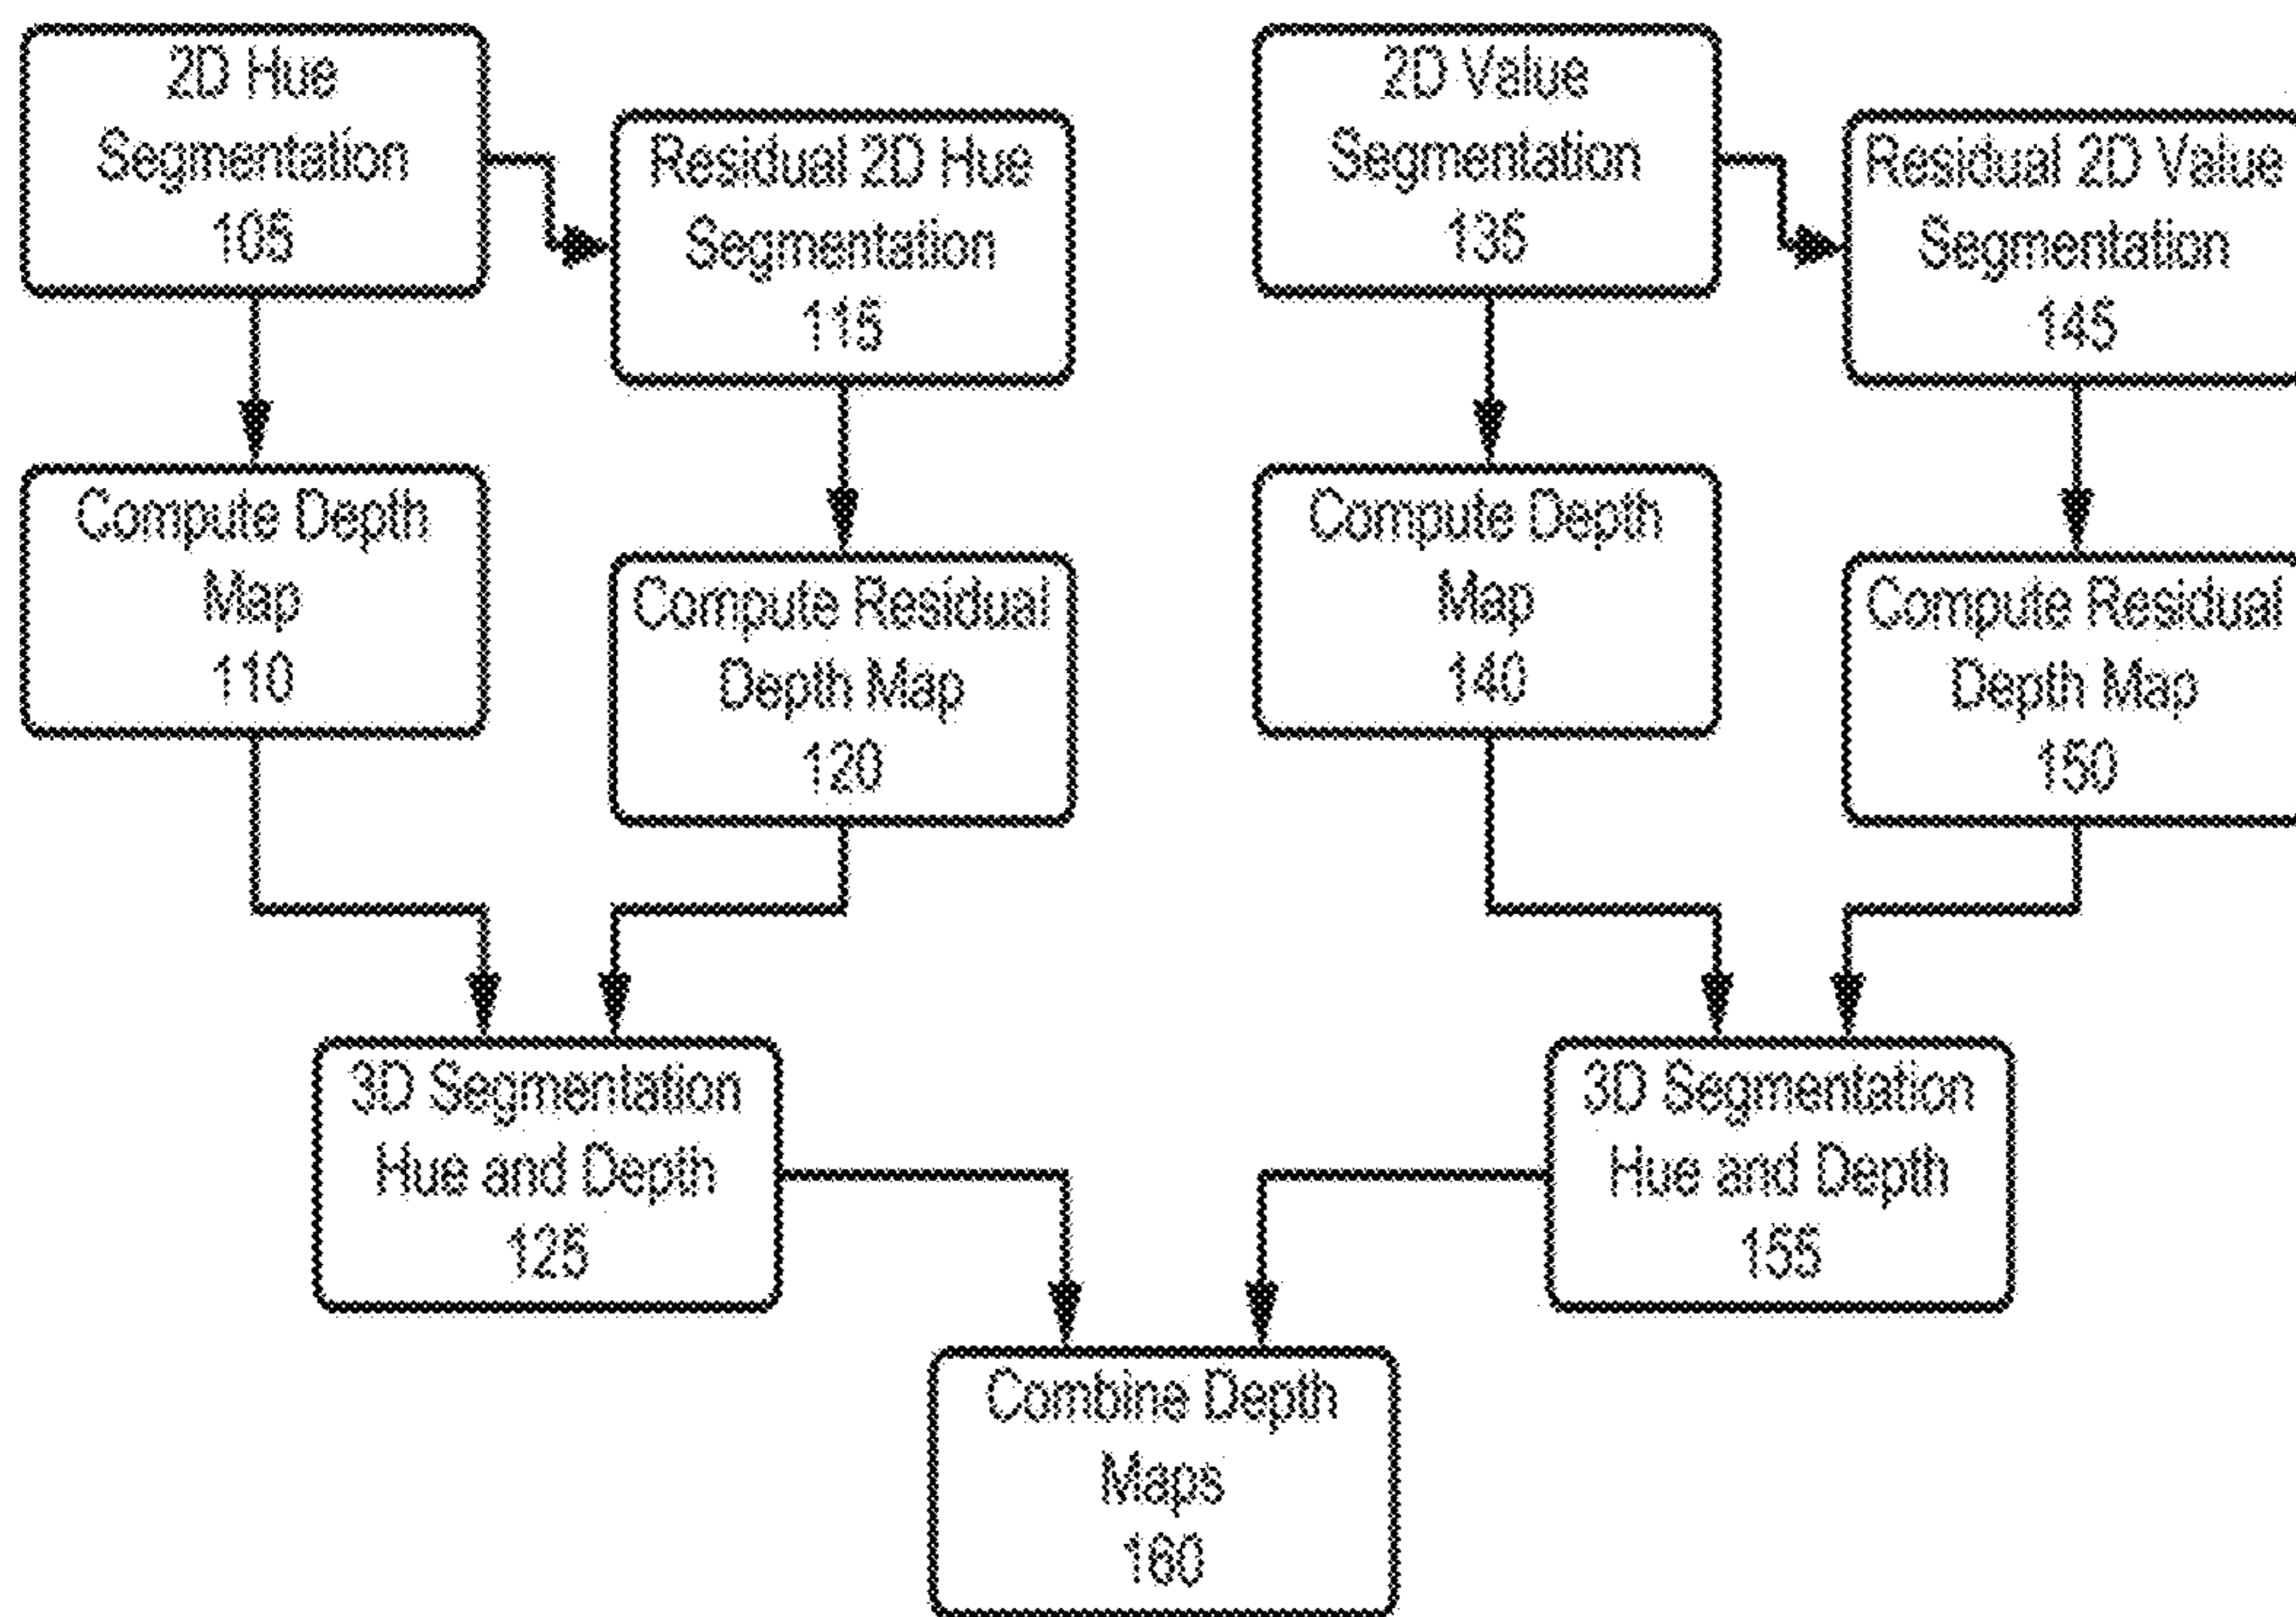 2D Hue
Segmentation
105
Residual 2D Hue
Segmentation
115
2D Value
Segmentation
135
Residual 2D Value
Segmentation
145
Compute Depth
Map
110
Compute Residual
Depth Map
120
Compute Depth
Map
140
Compute Residual
Depth Map
150
3D Segmentation
Hue and Depth
125
3D Segmentation
Hue and Depth
155
Combine Depth
Maps
160